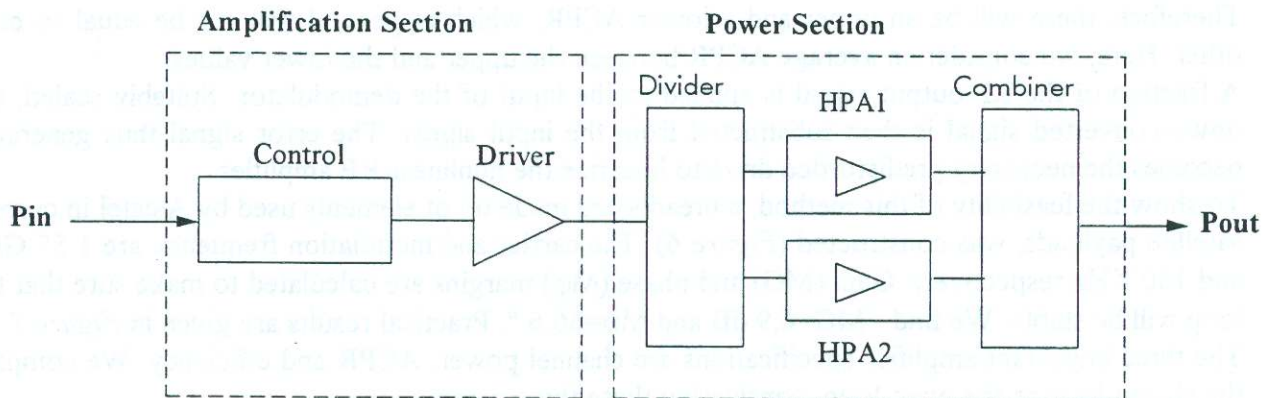 Amplification Section
Power Section
Divider
HPA1
Combiner
Control
Driver
Pin
Pout
HPA2